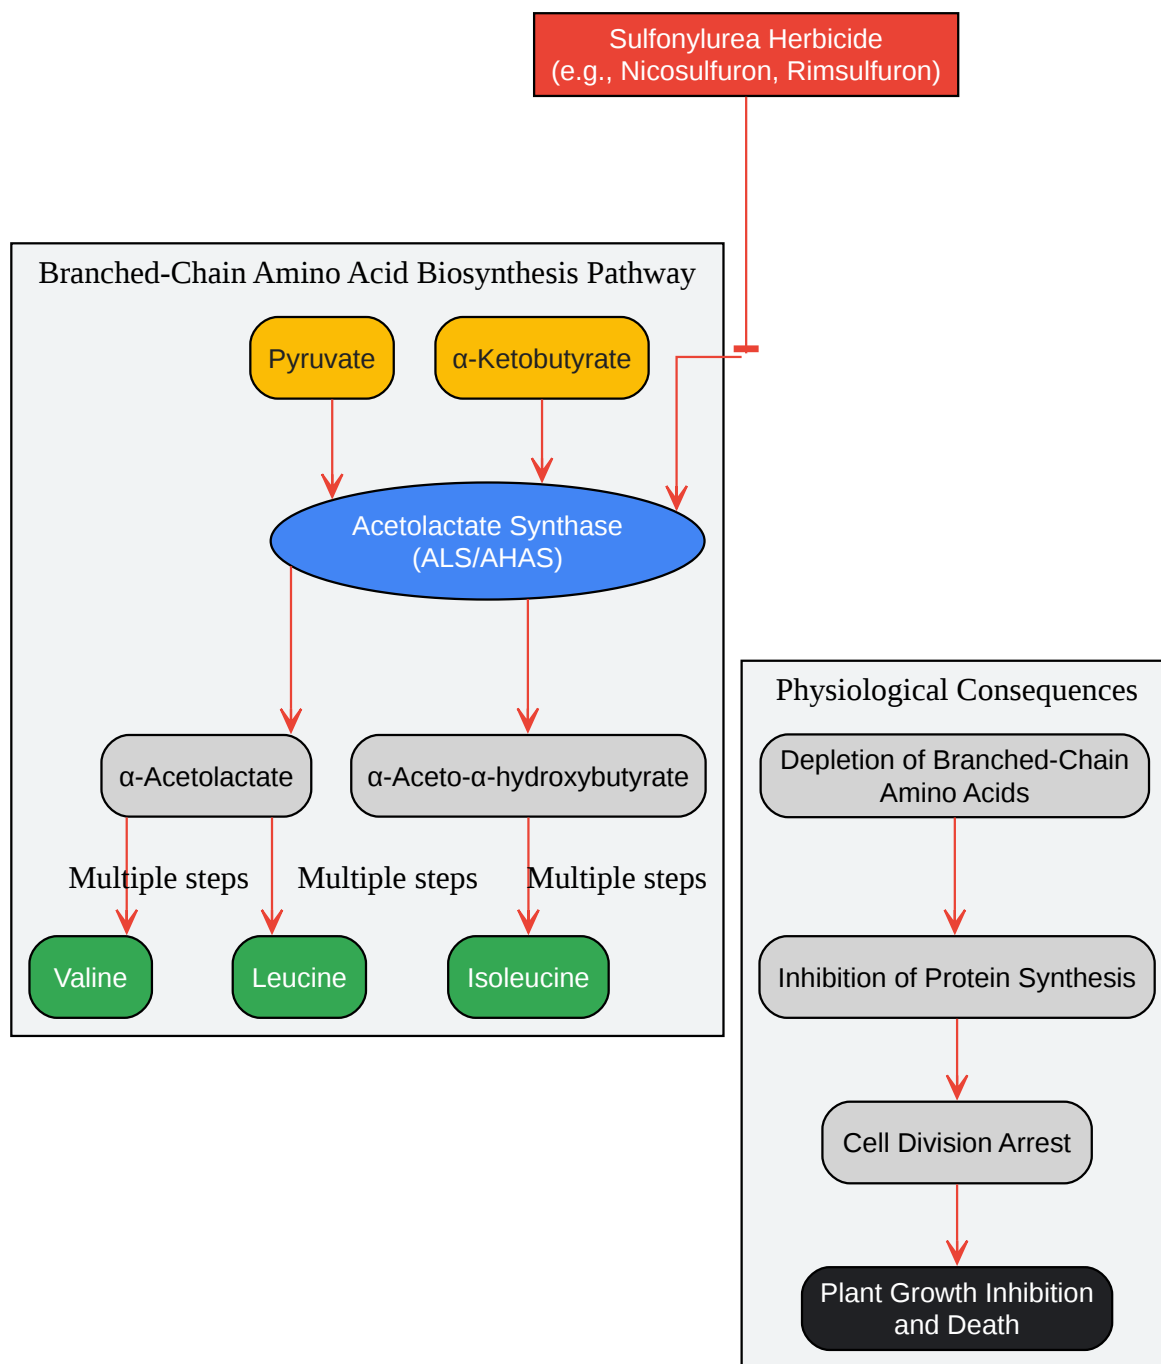 Sulfonylurea Herbicide
(e.g., Nicosulfuron, Rimsulfuron)
Branched-Chain Amino Acid Biosynthesis Pathway
Pyruvate
α-Ketobutyrate
Acetolactate Synthase
(ALS/AHAS)
α-Acetolactate
α-Aceto-α-hydroxybutyrate
Multiple steps
Multiple steps
Multiple steps
Valine
Leucine
Isoleucine
Physiological Consequences
Depletion of Branched-Chain
Amino Acids
Inhibition of Protein Synthesis
Cell Division Arrest
Plant Growth Inhibition
and Death